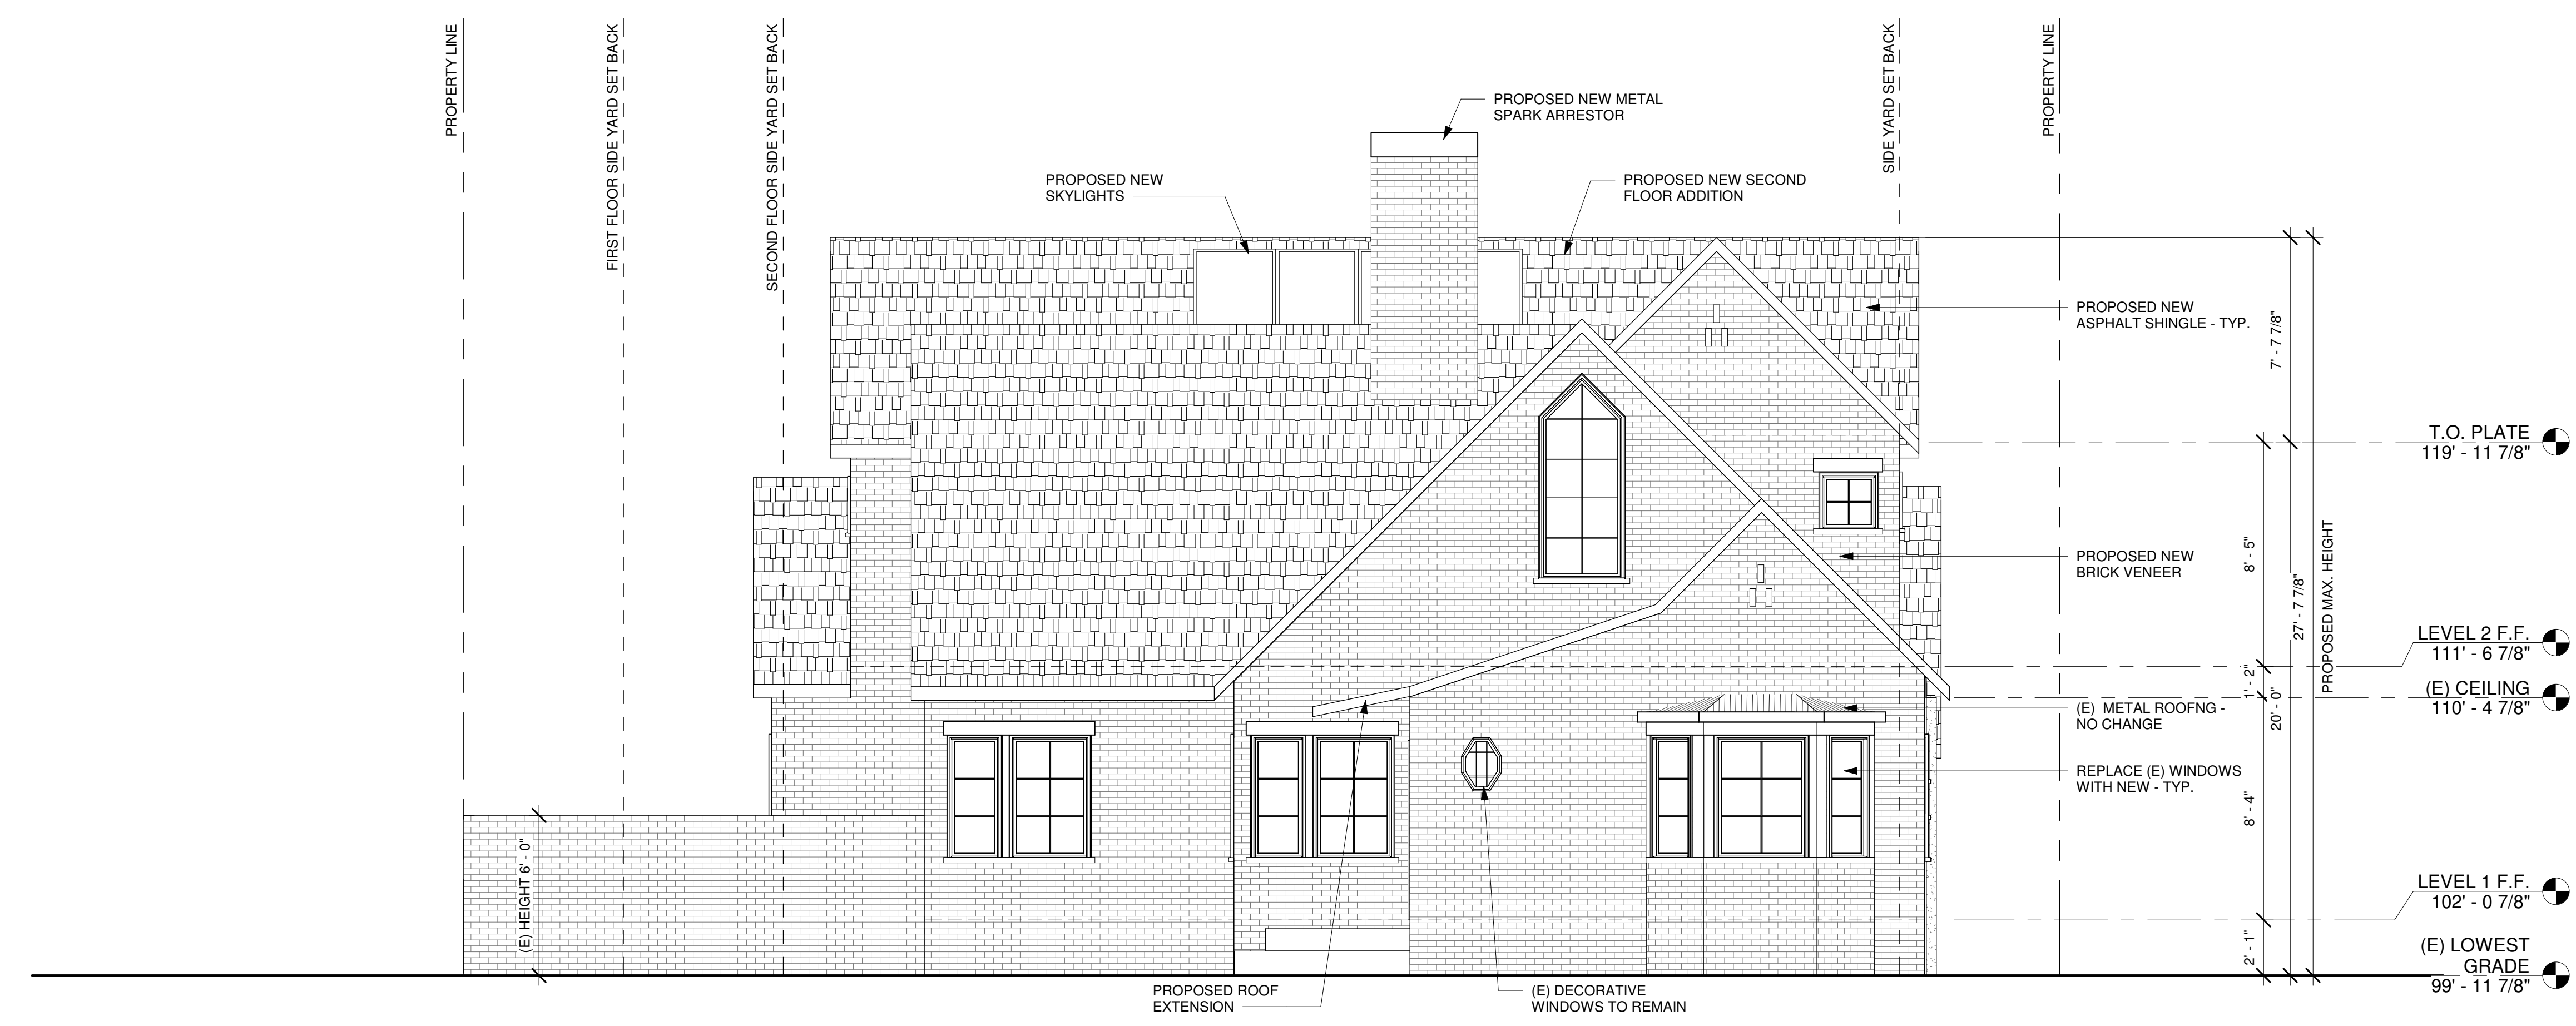 PROPERTY LINE
FIRST FLOOR SIDE YARD SET BACK
SECOND FLOOR SIDE YARD SET BACK
SIDE YARD SET BACK
PROPERTY LINE
PROPOSED NEW METAL
SPARK ARRESTOR
PROPOSED NEW
SKYLIGHTS
PROPOSED NEW SECOND
FLOOR ADDITION
PROPOSED NEW
ASPHALT SHINGLE - TYP.
7' - 7 7/8"
T.O. PLATE
119' - 11 7/8"
PROPOSED NEW
BRICK VENEER
8' - 5"
27' - 7 7/8"
PROPOSED MAX. HEIGHT
LEVEL 2 F.F.
111' - 6 7/8"
1' - 2"
20' - 0"
(E) CEILING
110' - 4 7/8"
(E)  METAL ROOFNG -
NO CHANGE
REPLACE (E) WINDOWS
WITH NEW - TYP.
8' - 4"
(E) HEIGHT 6' - 0"
LEVEL 1 F.F.
102' - 0 7/8"
2' - 1"
(E) LOWEST
GRADE
99' - 11 7/8"
PROPOSED ROOF
EXTENSION
(E) DECORATIVE
WINDOWS TO REMAIN